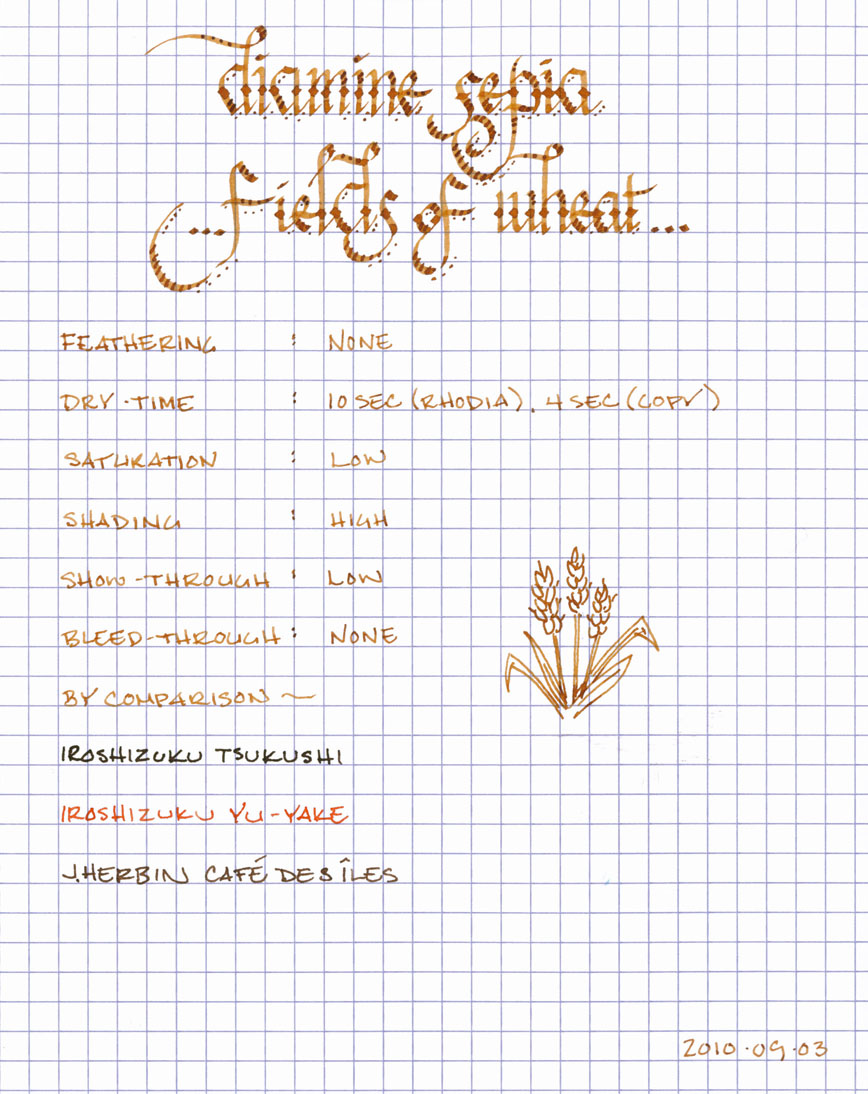 diamine sepia
...fields of wheat...
FEATHERING : NONE
DRY-TIME : 10 SEC (RHODIA), 4 SEC (COPY)
SATURATION : LOW
SHADING : HIGH
SHOW-THROUGH : LOW
BLEED-THROUGH : NONE
BY COMPARISON ~
IROSHIZUKU TSUKUSHI
IROSHIZUKU YU-YAKE
J.HERBIN CAFÉ DES ÎLES
2010·09·03